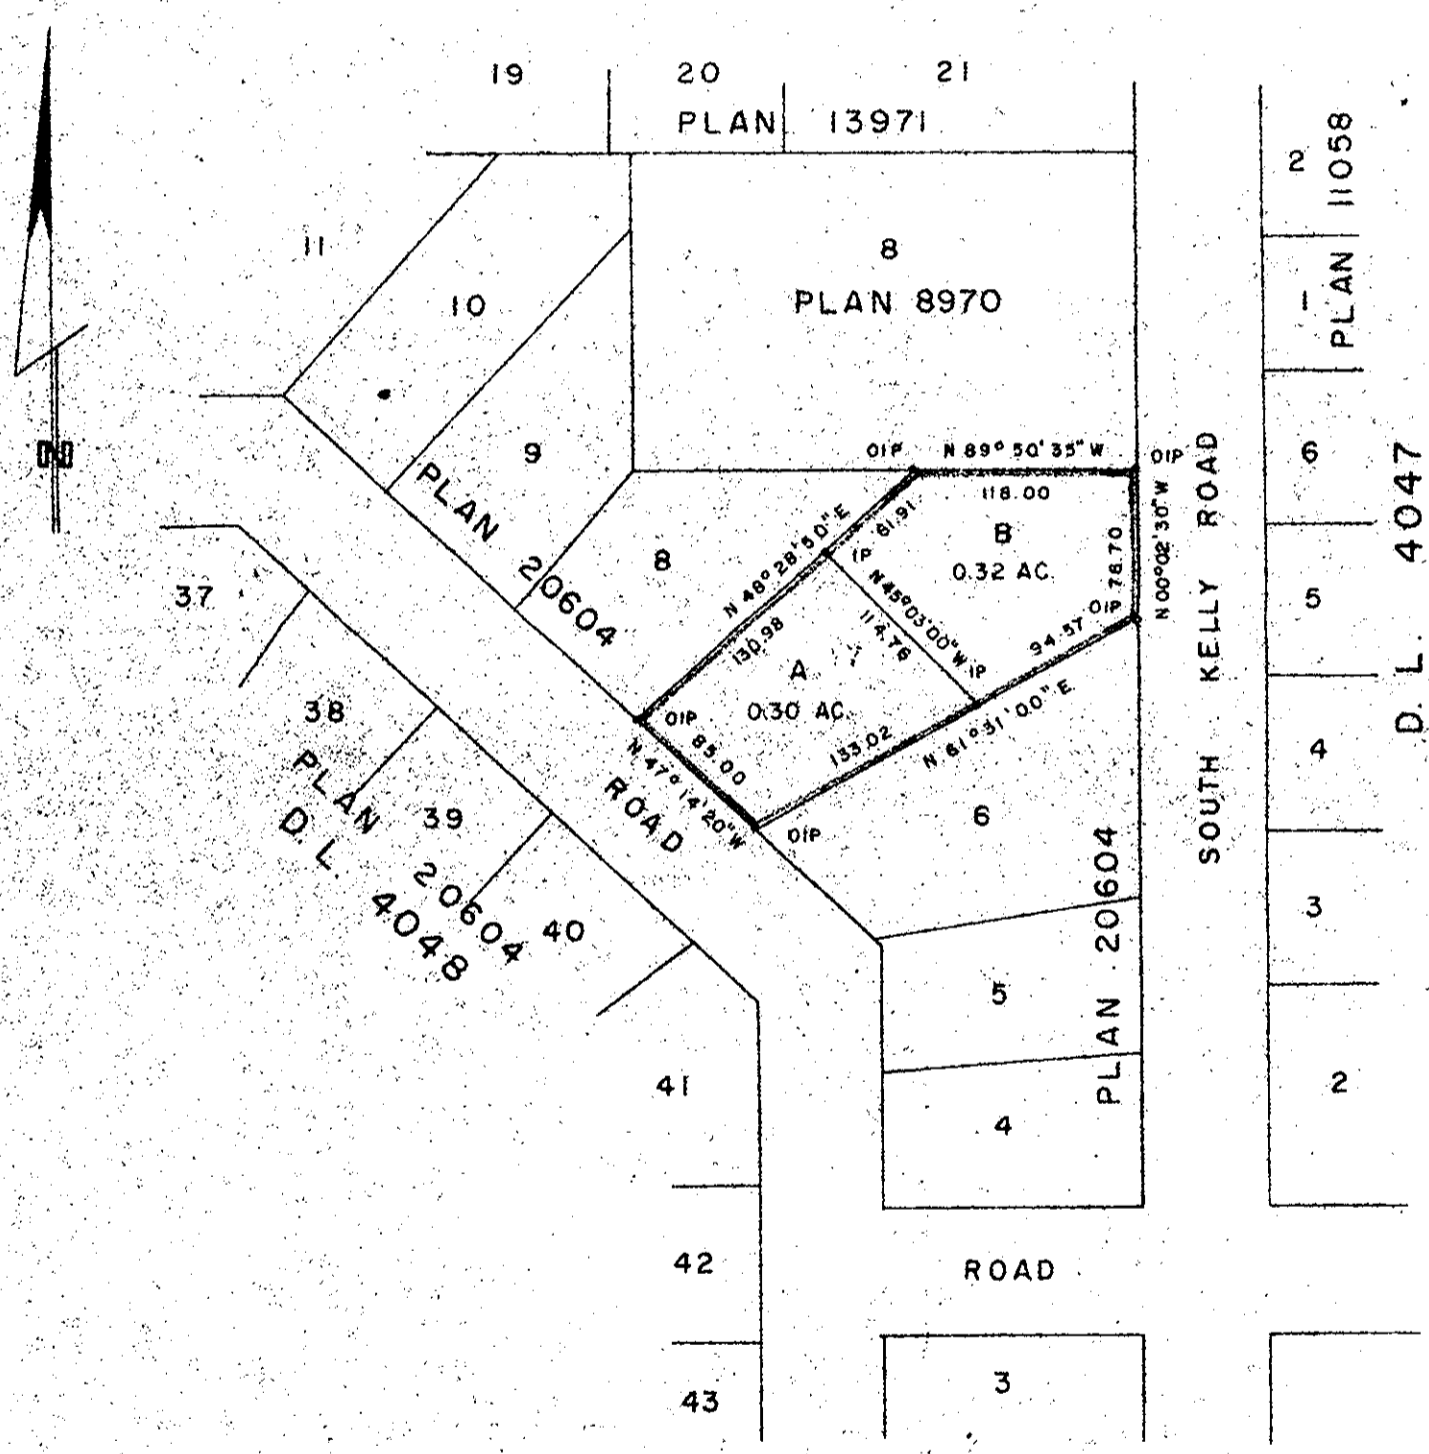 19
20
21
PLAN 13971
2
PLAN 11058
1
11
10
8
PLAN 8970
N
9
PLAN 20604
8
OIP
N 89° 50' 35" W
OIP
118.00
61.91
B
0.32 AC.
78.70
N 00°02'30" W
OIP
IP
N 48° 28' 50" E
130.98
N 45°03'00" W
114.76
IP
94.57
N 61° 31' 00" E
A
0.30 AC.
133.02
OIP
85.00
N 47° 14' 20" W
OIP
ROAD
SOUTH KELLY ROAD
6
5
4
3
2
D. L. 4047
37
38
PLAN 20604
D. L. 4048
39
40
41
42
43
6
PLAN 20604
5
4
ROAD
3